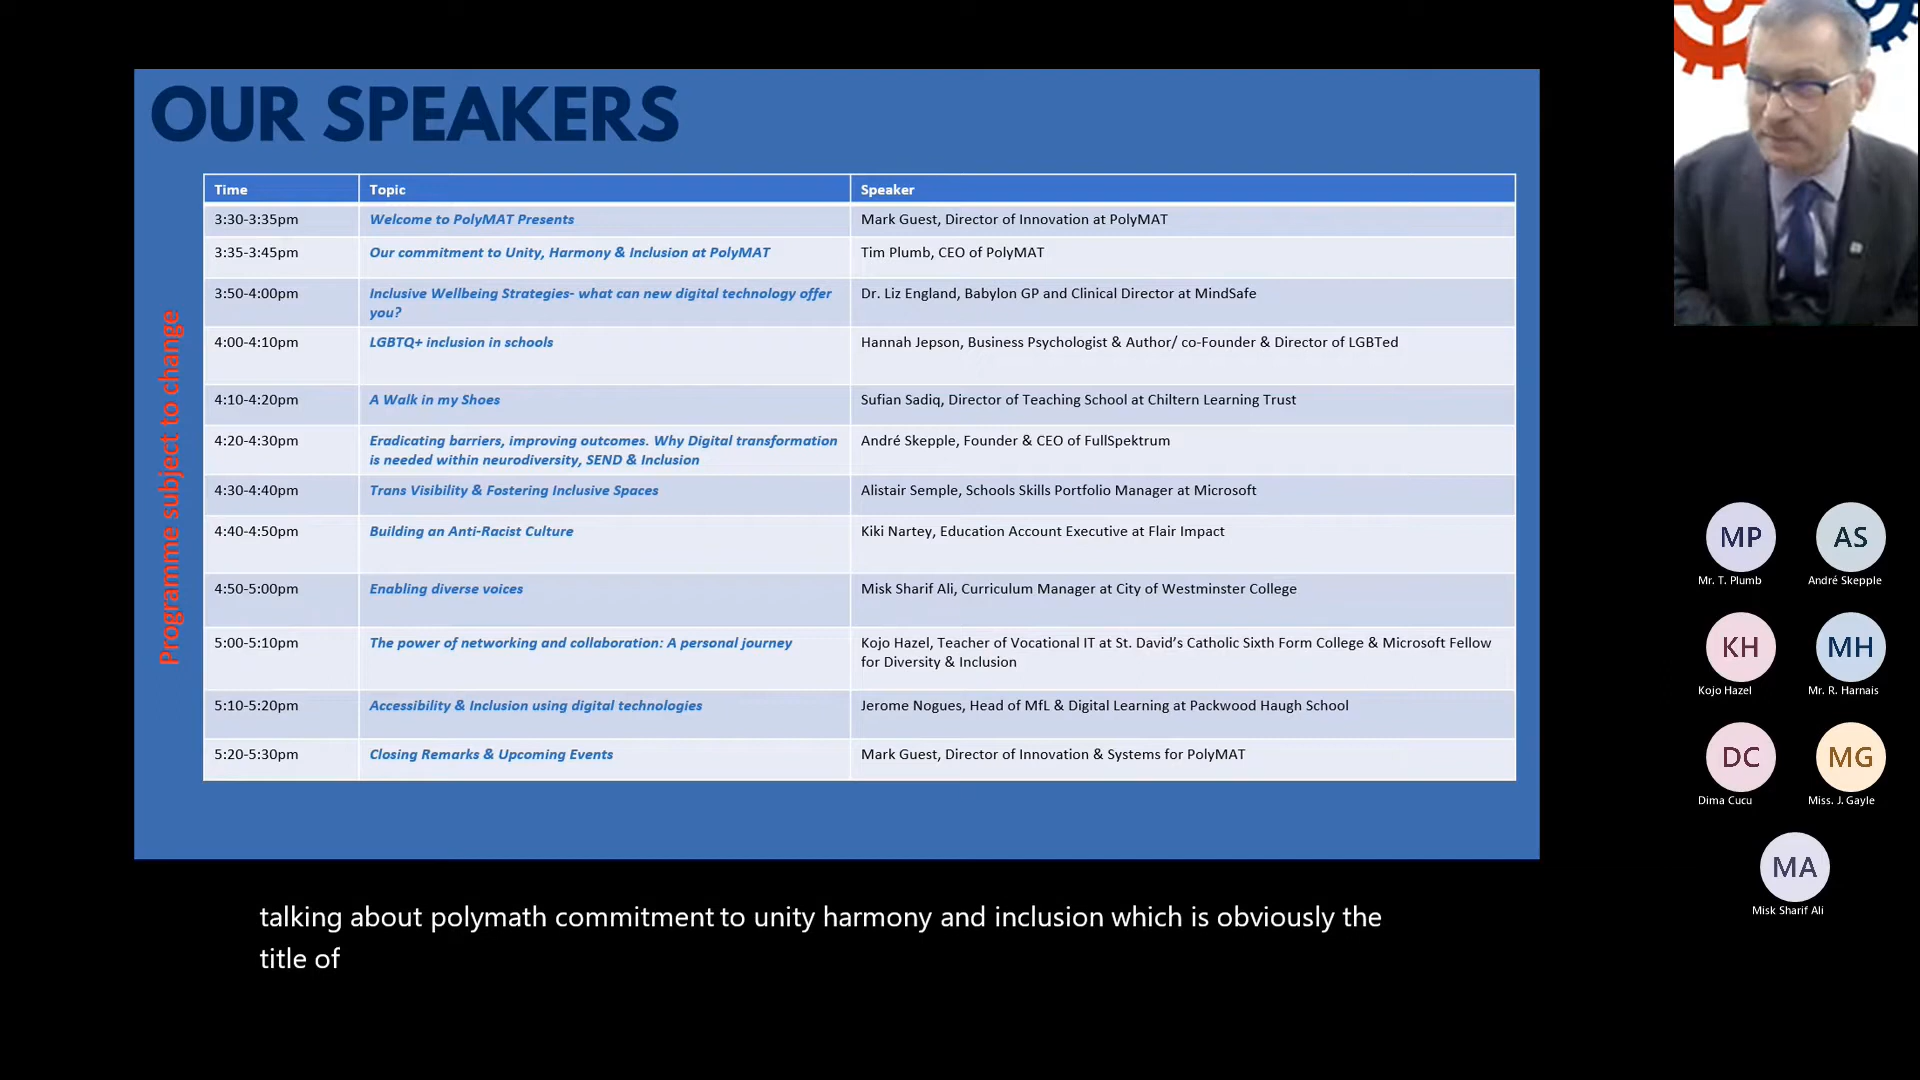 OUR SPEAKERS
Programme subject to change
Time Topic Speaker
3:30-3:35pm Welcome to PolyMAT Presents Mark Guest, Director of Innovation at PolyMAT
3:35-3:45pm Our commitment to Unity, Harmony & Inclusion at PolyMAT Tim Plumb, CEO of PolyMAT
3:50-4:00pm Inclusive Wellbeing Strategies- what can new digital technology offer Dr. Liz England, Babylon GP and Clinical Director at MindSafe
you?
4:00-4:10pm LGBTQ+ inclusion in schools Hannah Jepson, Business Psychologist & Author/ co-Founder & Director of LGBTed
4:10-4:20pm A Walk in my Shoes Sufian Sadiq, Director of Teaching School at Chiltern Learning Trust
4:20-4:30pm Eradicating barriers, improving outcomes. Why Digital transformation André Skepple, Founder & CEO of FullSpektrum
is needed within neurodiversity, SEND & Inclusion
4:30-4:40pm Trans Visibility & Fostering Inclusive Spaces Alistair Semple, Schools Skills Portfolio Manager at Microsoft
4:40-4:50pm Building an Anti-Racist Culture Kiki Nartey, Education Account Executive at Flair Impact
4:50-5:00pm Enabling diverse voices Misk Sharif Ali, Curriculum Manager at City of Westminster College
5:00-5:10pm The power of networking and collaboration: A personal journey Kojo Hazel, Teacher of Vocational IT at St. David’s Catholic Sixth Form College & Microsoft Fellow
for Diversity & Inclusion
5:10-5:20pm Accessibility & Inclusion using digital technologies Jerome Nogues, Head of MfL & Digital Learning at Packwood Haugh School
5:20-5:30pm Closing Remarks & Upcoming Events Mark Guest, Director of Innovation & Systems for PolyMAT
MP AS
Mr. T. Plumb André Skepple
KH MH
Kojo Hazel Mr. R. Harnais
DC MG
Dima Cucu Miss. J. Gayle
MA
Misk Sharif Ali
talking about polymath commitment to unity harmony and inclusion which is obviously the
title of